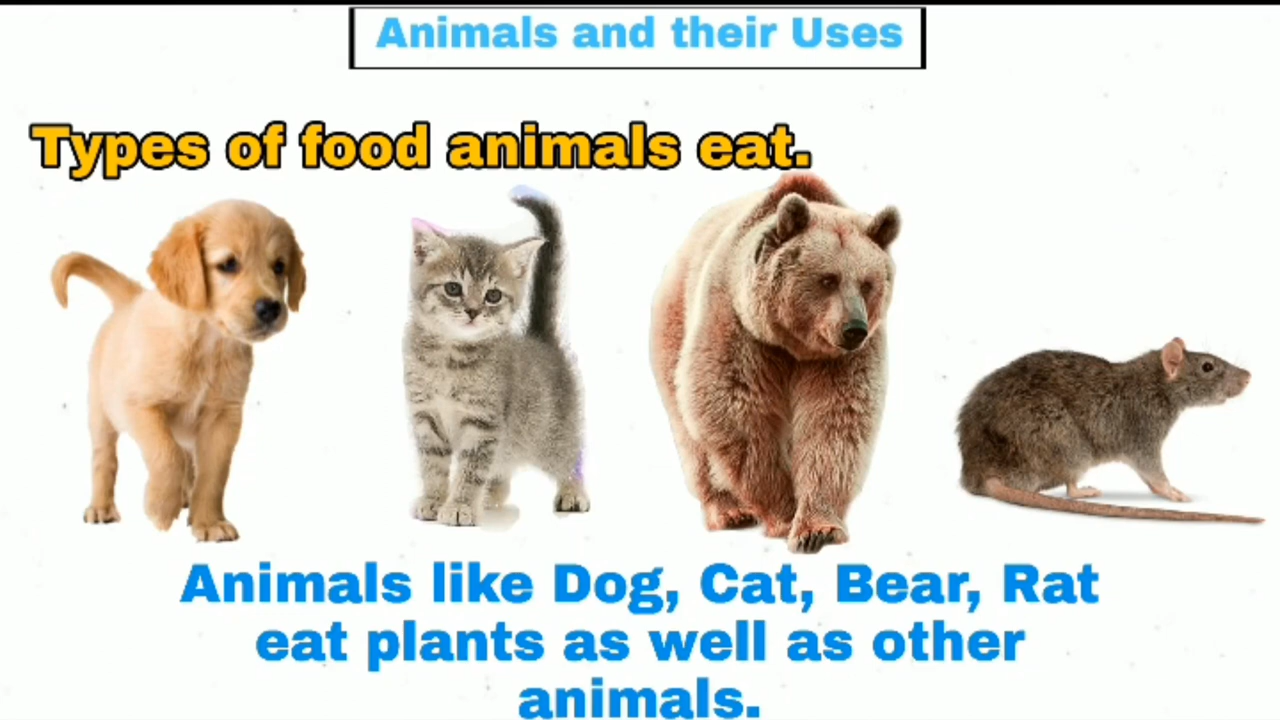 Animals and their Uses
Types of food animals eat.
Animals like Dog, Cat, Bear, Rat
eat plants as well as other
animals.